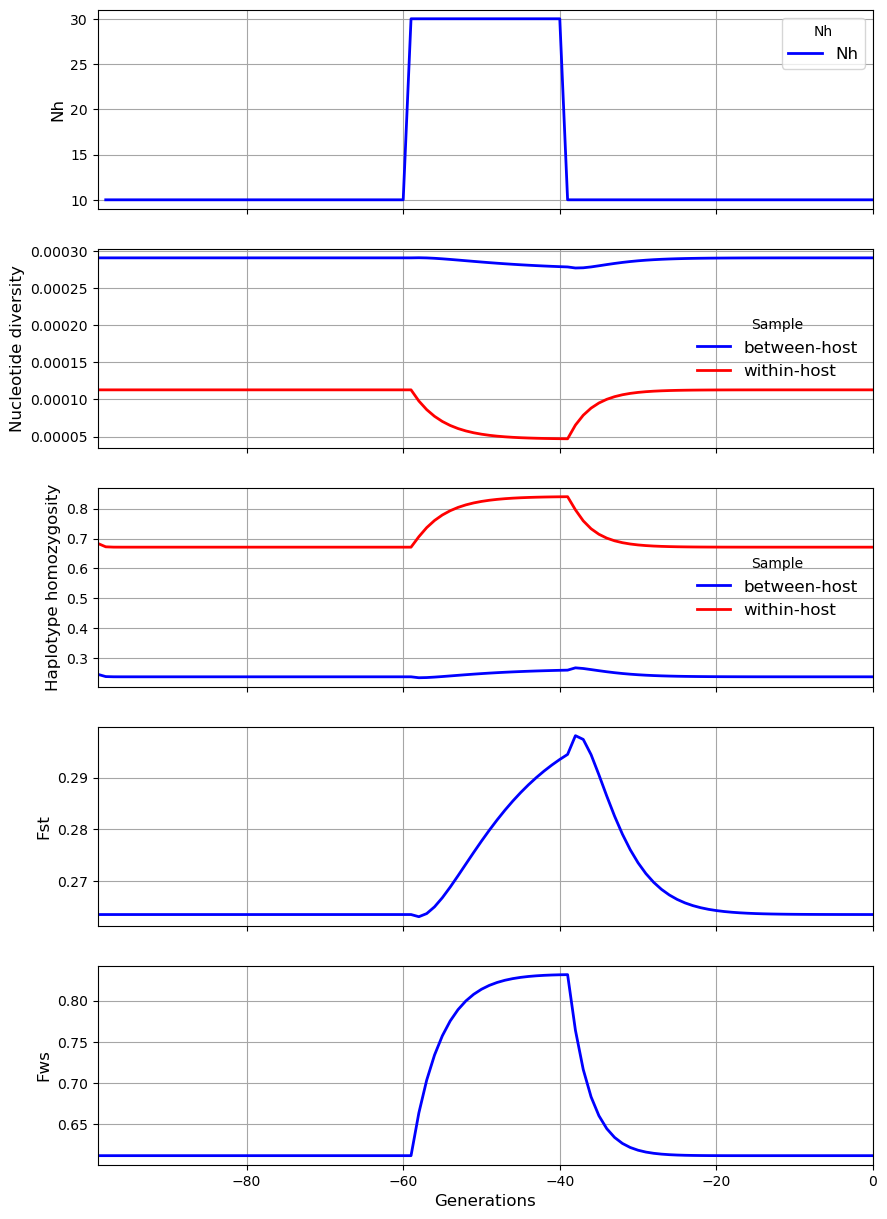 Nh
30
25
20
15
10
Nh
Nh
Nucleotide diversity
0.00030
0.00025
0.00020
0.00015
0.00010
0.00005
Sample
between-host
within-host
Haplotype homozygosity
0.8
0.7
0.6
0.5
0.4
0.3
Sample
between-host
within-host
Fst
0.29
0.28
0.27
Fws
0.80
0.75
0.70
0.65
−80
−60
−40
−20
0
Generations